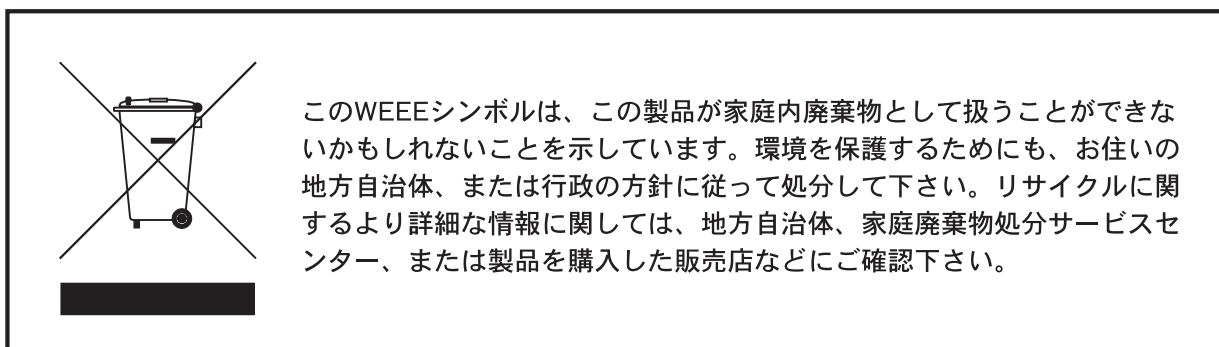 このWEEEシンボルは、この製品が家庭内廃棄物として扱うことができな
いかもしれないことを示しています。環境を保護するためにも、お住いの
地方自治体、または行政の方針に従って処分して下さい。リサイクルに関
するより詳細な情報に関しては、地方自治体、家庭廃棄物処分サービスセ
ンター、または製品を購入した販売店などにご確認下さい。